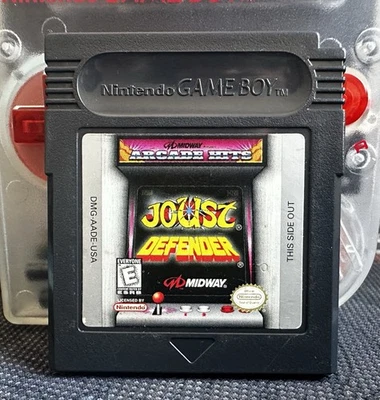 Nintendo GAME BOY TM
MIDWAY
ARCADE HITS
JOUST®
DEFENDER®
MIDWAY
EVERYONE
E
ESRB
LICENSED BY
Nintendo
DMG-AADE-USA
THIS SIDE OUT